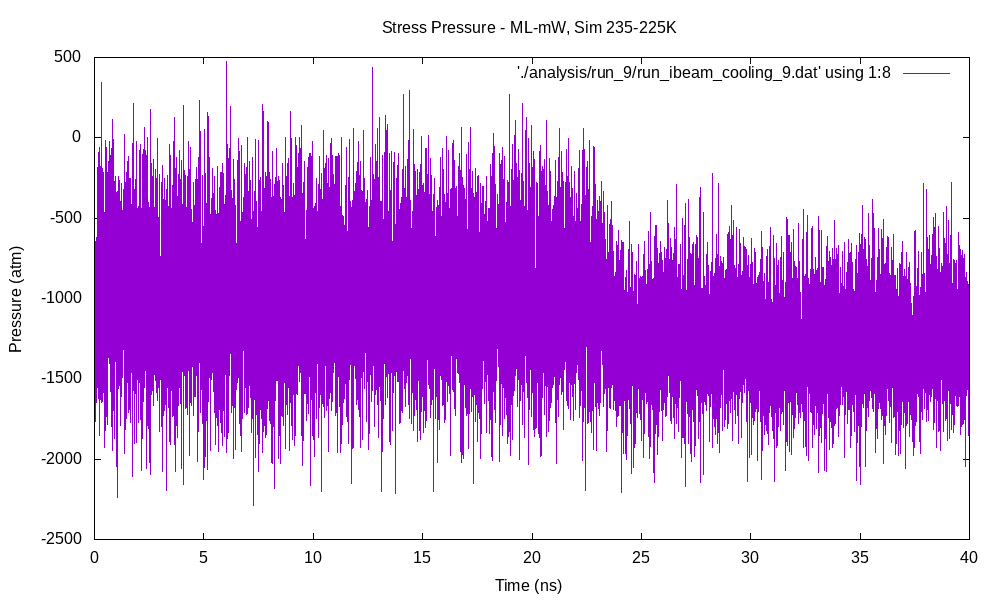 Stress Pressure - ML-mW, Sim 235-225K
'./analysis/run_9/run_ibeam_cooling_9.dat' using 1:8
500
0
-500
-1000
-1500
-2000
-2500
Pressure (atm)
0 5 10 15 20 25 30 35 40
Time (ns)